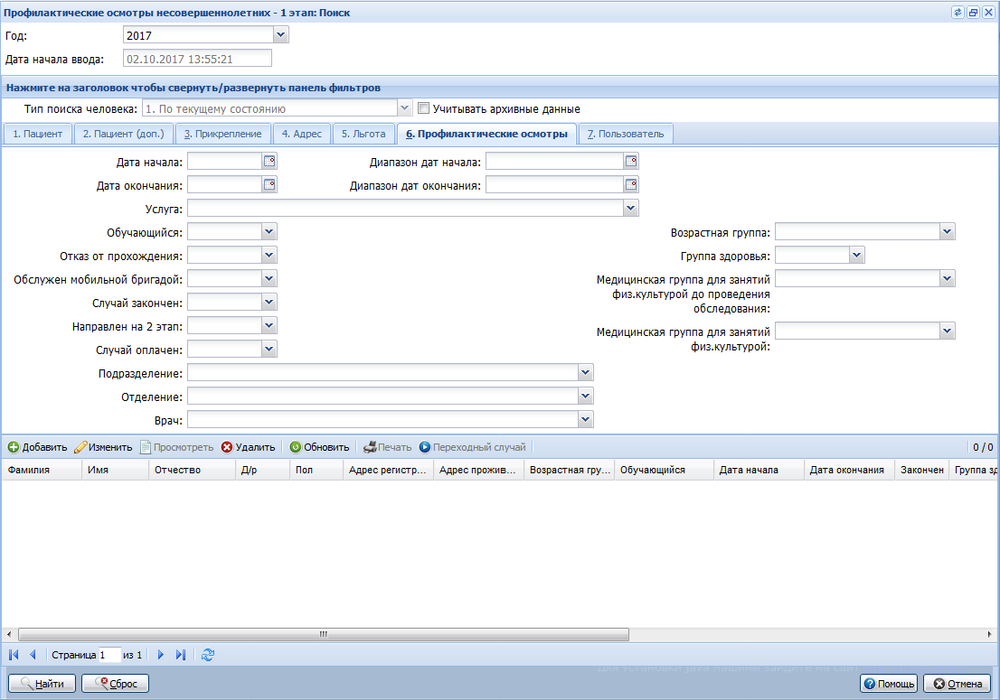 Профилактические осмотры несовершеннолетних - 1 этап: Поиск
Год: 2017
Дата начала ввода: 02.10.2017 13:55:21
Нажмите на заголовок чтобы свернуть/развернуть панель фильтров
Тип поиска человека: 1. По текущему состоянию Учитывать архивные данные
1. Пациент 2. Пациент (доп.) 3. Прикрепление 4. Адрес 5. Льгота 6. Профилактические осмотры 7. Пользователь
Дата начала: Диапазон дат начала:
Дата окончания: Диапазон дат окончания:
Услуга:
Обучающийся: Возрастная группа:
Отказ от прохождения: Группа здоровья:
Обслужен мобильной бригадой: Медицинская группа для занятий
физ.культурой до проведения
Случай закончен: обследования:
Направлен на 2 этап: Медицинская группа для занятий
Случай оплачен: физ.культурой:
Подразделение:
Отделение:
Врач:
Добавить Изменить Просмотреть Удалить Обновить Печать Переходный случай 0 / 0
Фамилия Имя Отчество Д/р Пол Адрес регистр... Адрес прожив... Возрастная гру... Обучающийся Дата начала Дата окончания Закончен Группа зд
Страница 1 из 1
для установки java машины зайдите на сайт
Найти Сброс Помощь Отмена